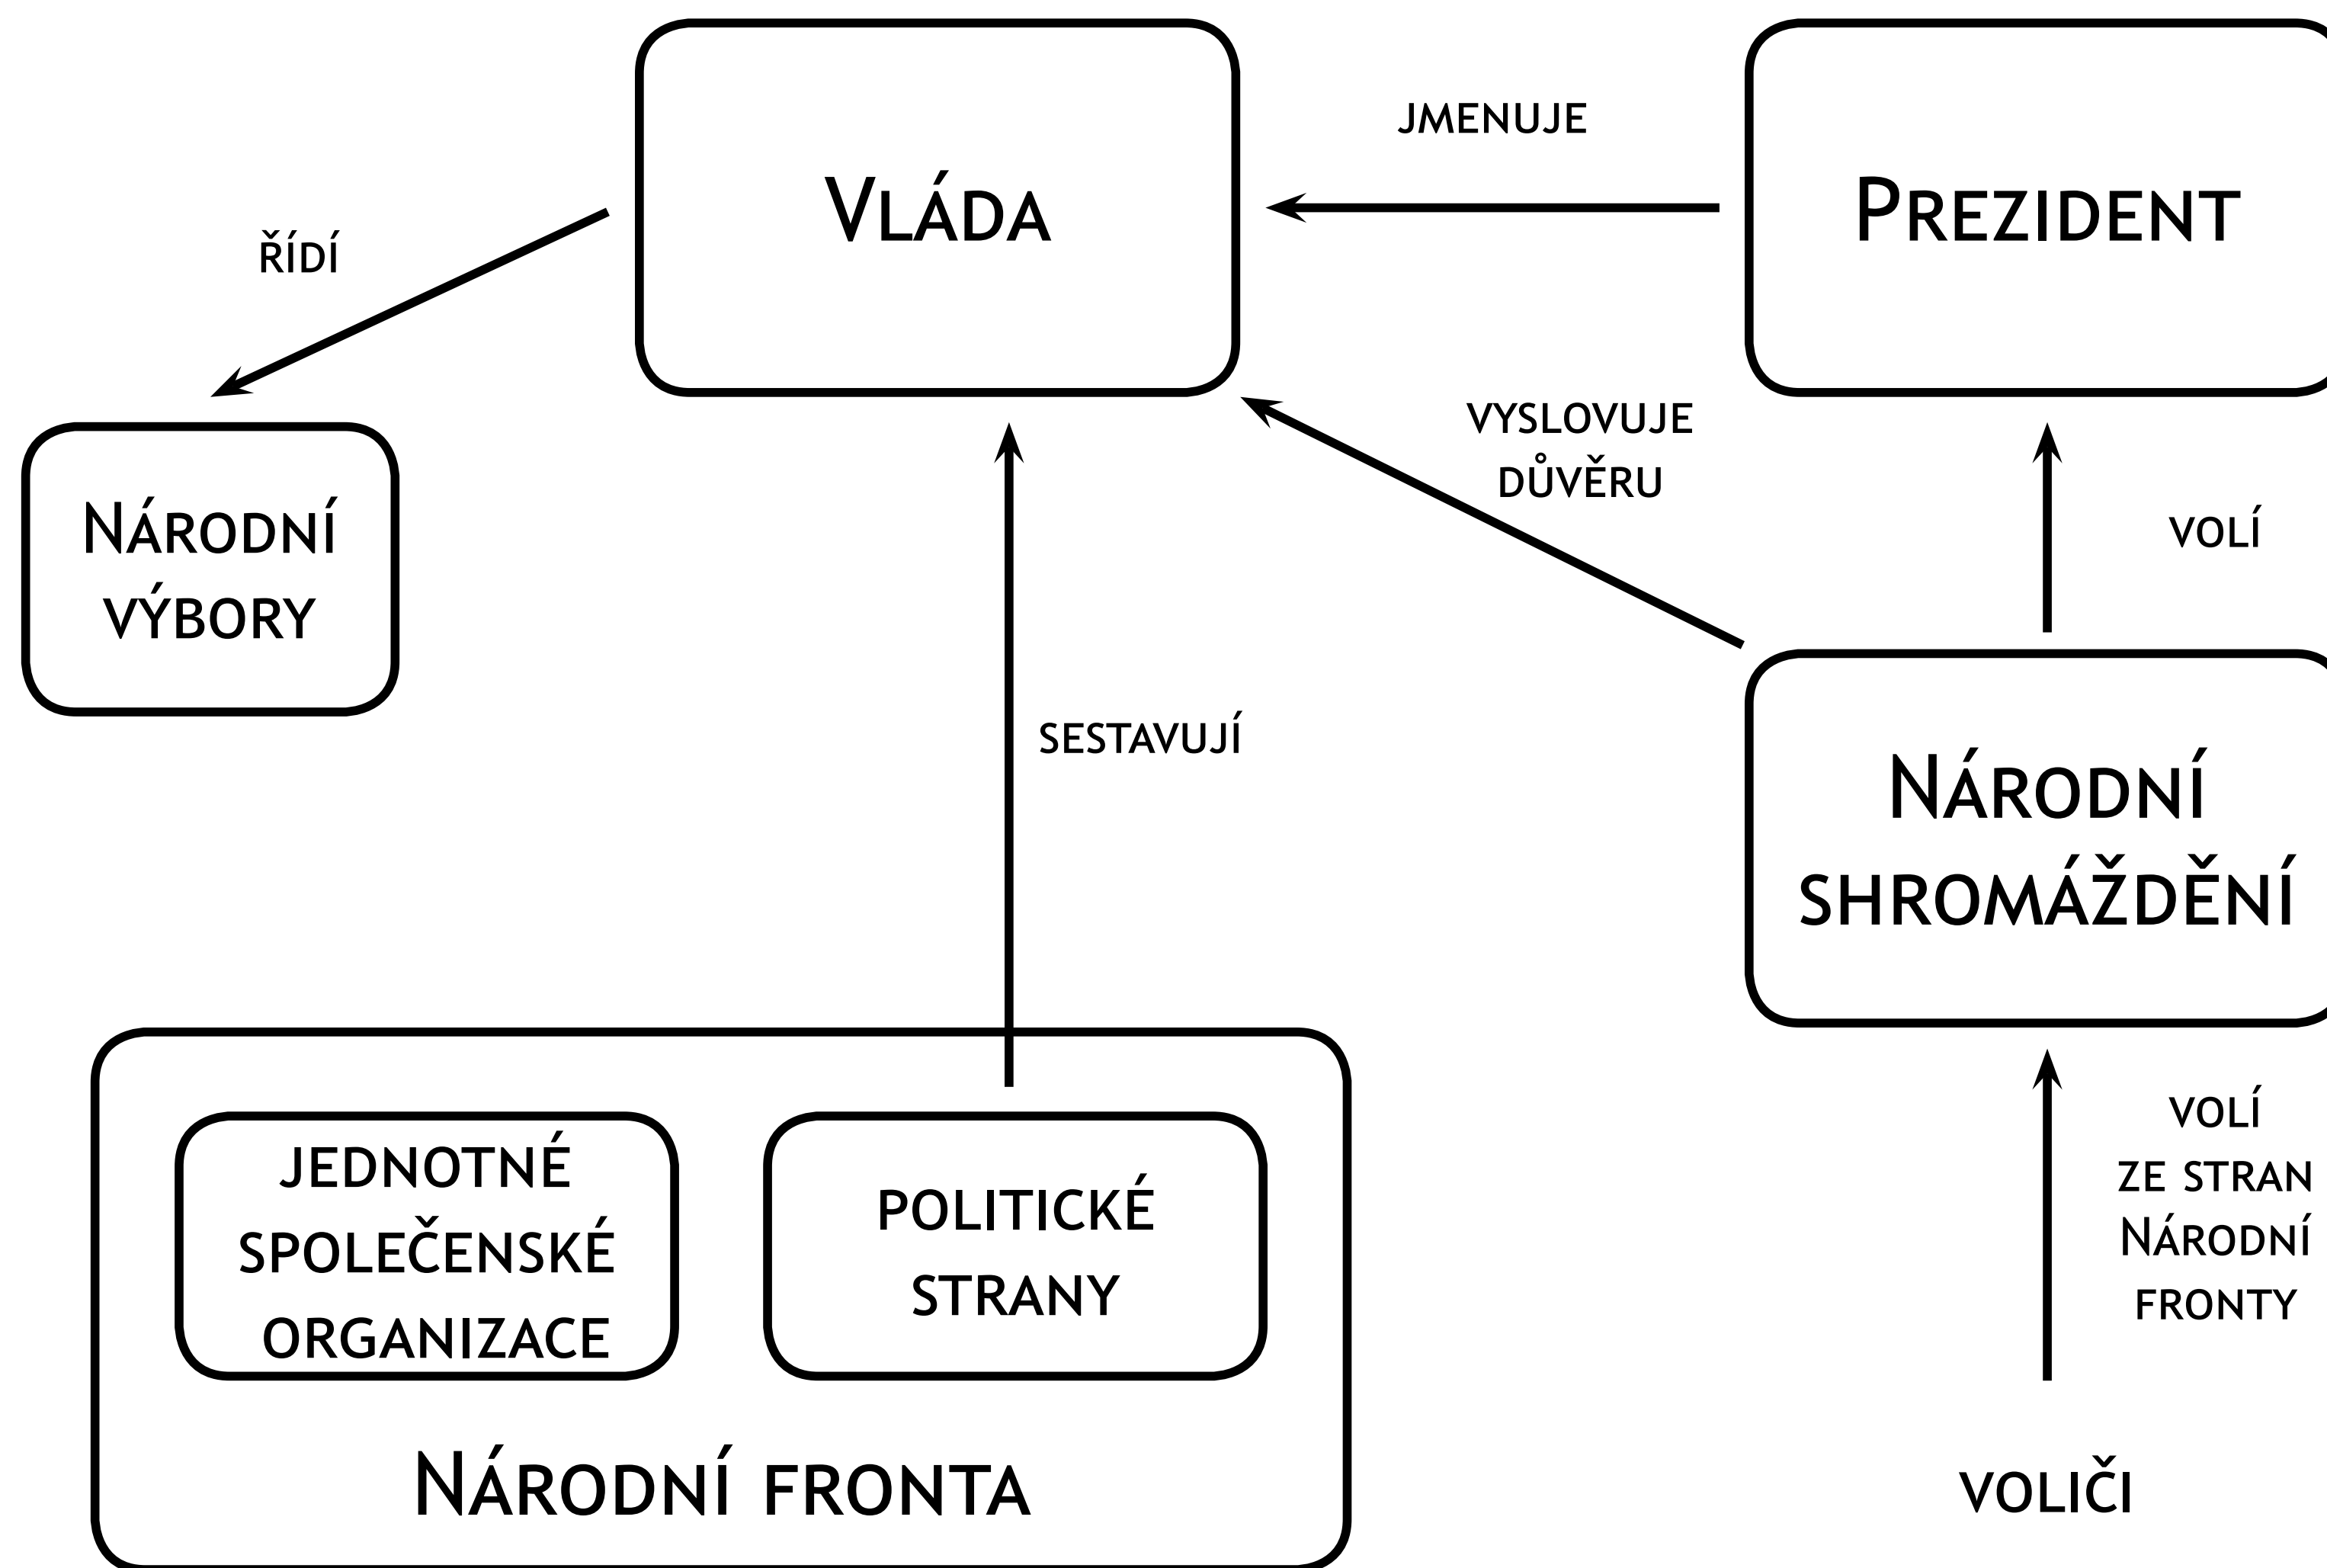 Vláda
jmenuje
Prezident
řídí
vyslovuje
důvěru
Národní
výbory
volí
sestavují
Národní
shromáždění
jednotné
společenské
organizace
politické
strany
volí
ze stran
Národní
fronty
Národní fronta
voliči